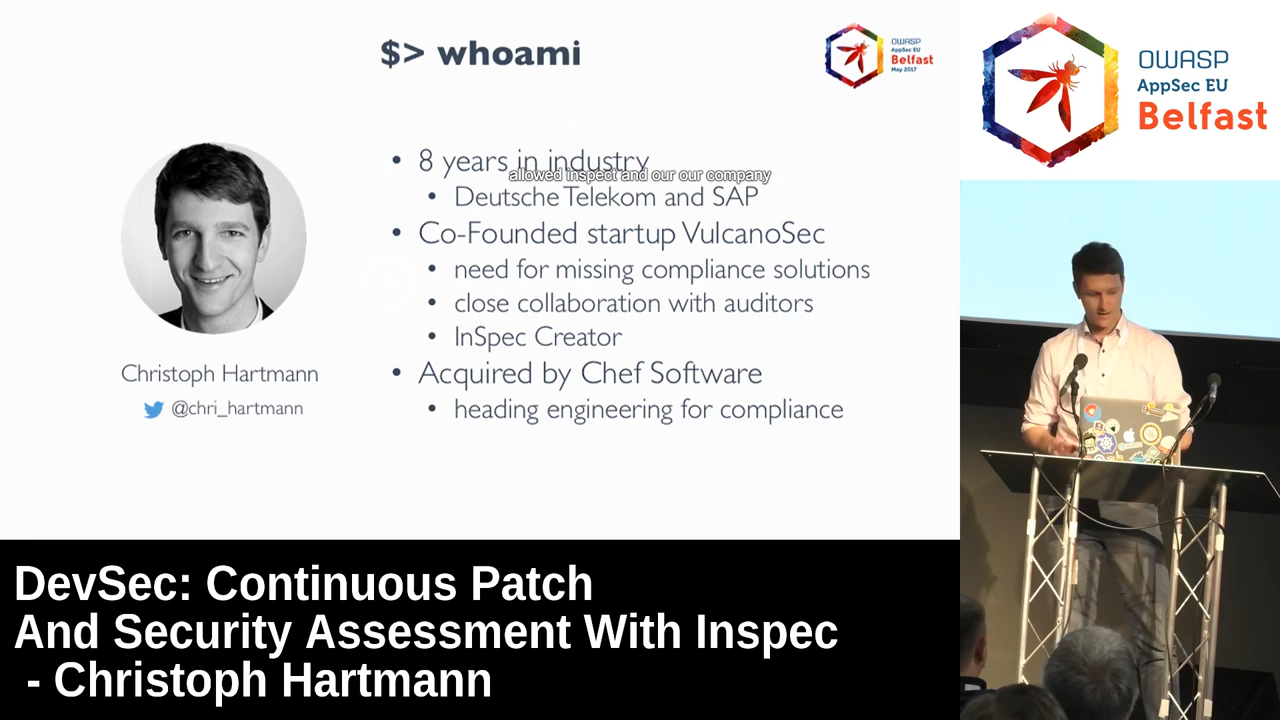 $> whoami
OWASP
AppSec EU
Belfast
May 2017
8 years in industry
allowed inspect and our our company
Deutsche Telekom and SAP
Co-Founded startup VulcanoSec
need for missing compliance solutions
close collaboration with auditors
InSpec Creator
Acquired by Chef Software
heading engineering for compliance
Christoph Hartmann
@chri_hartmann
OWASP
AppSec EU
Belfast
DevSec: Continuous Patch
And Security Assessment With Inspec
- Christoph Hartmann